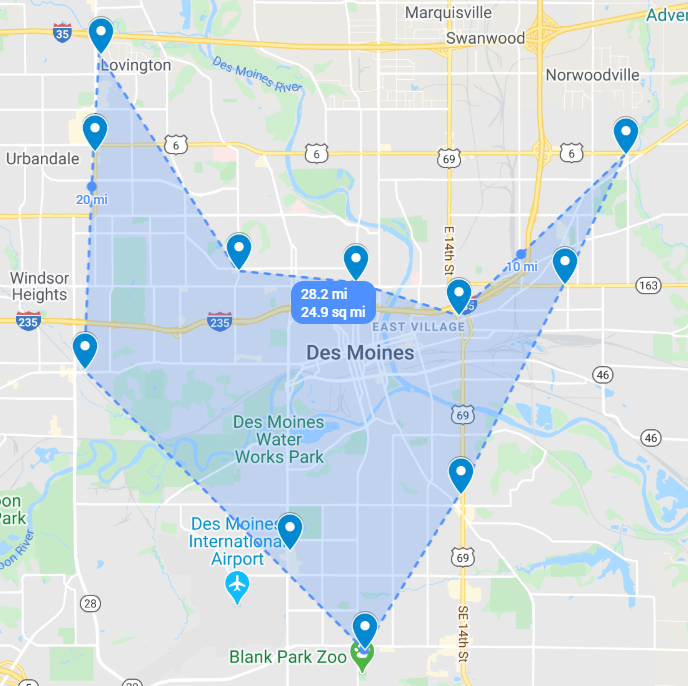 Marquisville
Adver
35
Swanwood
Lovington
Des Moines River
Norwoodville
6
6
69
6
Urbandale
20 mi
E 14th St
10 mi
Windsor
Heights
163
28.2 mi
24.9 sq mi
235
235
EAST VILLAGE
Des Moines
46
69
46
Des Moines
Water
Works Park
on
Park
Des Moines
International
Airport
oon River
69
28
SE 14th St
Blank Park Zoo
5
28